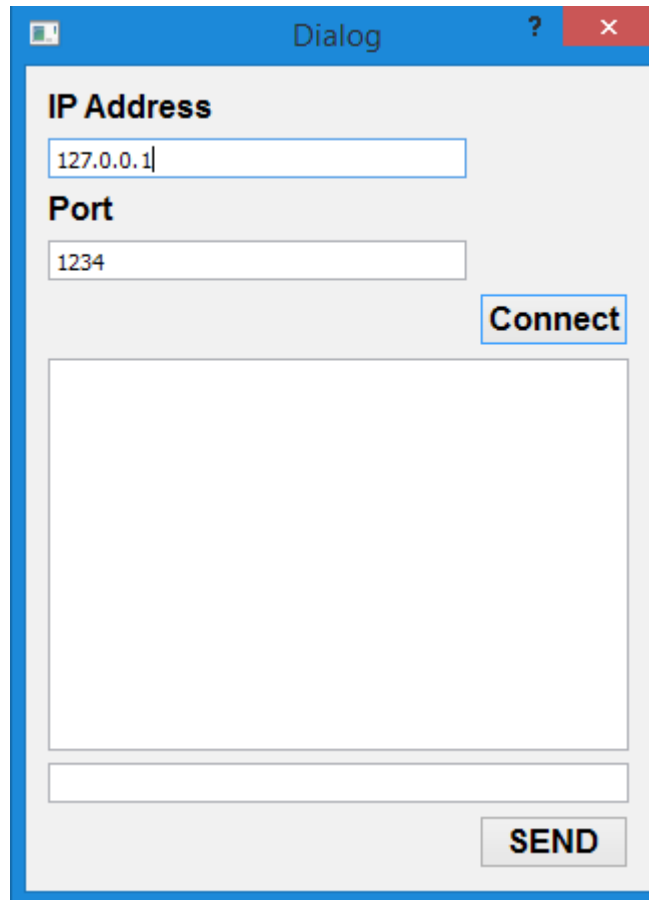 Dialog ? ×
IP Address
127.0.0.1
Port
1234
Connect
SEND